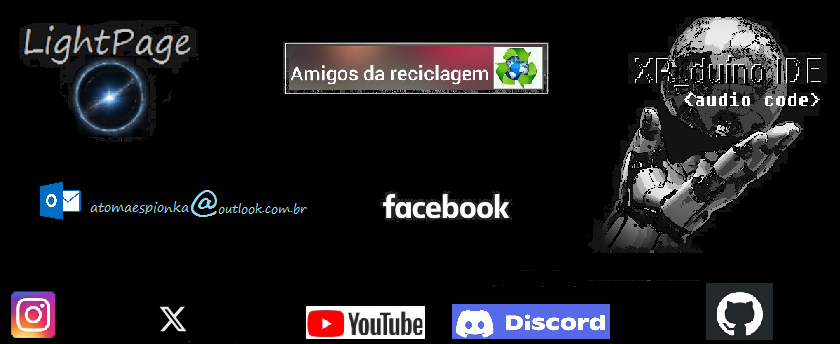 LightPage
Amigos da reciclagem
XR_duino IDE
<audio code>
atomaespionka@outlook.com.br
facebook
YouTube
Discord